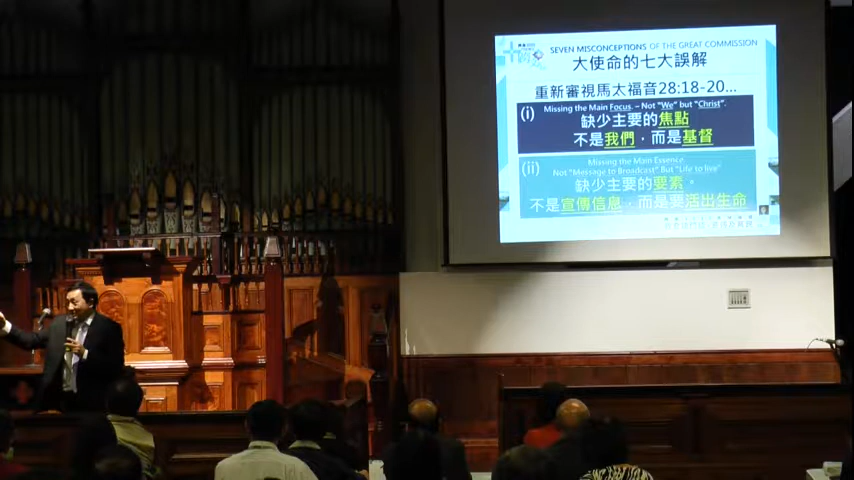 SEVEN MISCONCEPTIONS OF THE GREAT COMMISSION
大使命的七大誤解
重新審視馬太福音28:18-20...
(i) Missing the Main Focus. – Not "We" but "Christ".
缺少主要的焦點
不是我們，而是基督
(ii) Missing the Main Essence.
Not "Message to Broadcast" But "Life to live"
缺少主要的要素。
不是宣傳信息，而是要活出生命